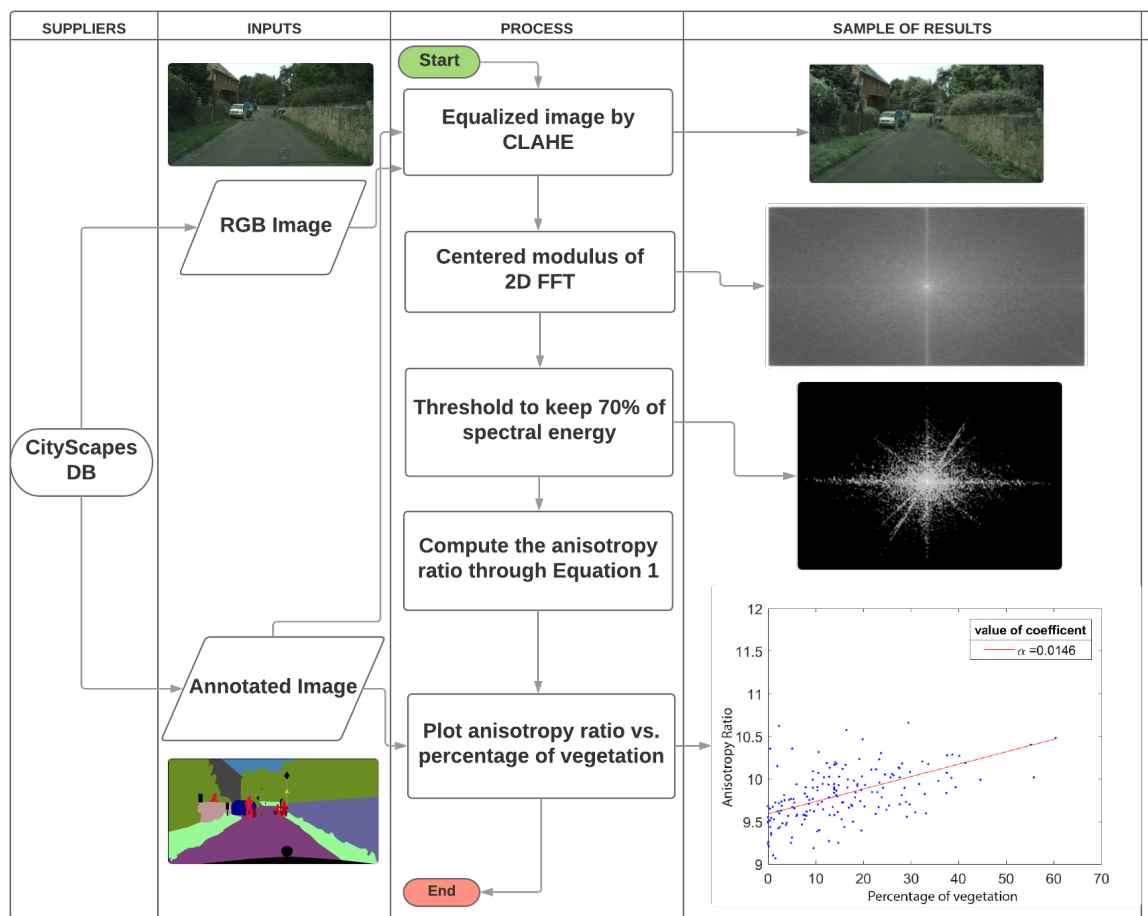 SUPPLIERS
INPUTS
PROCESS
SAMPLE OF RESULTS
Start
Equalized image by
CLAHE
RGB Image
Centered modulus of
2D FFT
Threshold to keep 70% of
spectral energy
CityScapes
DB
Compute the anisotropy
ratio through Equation 1
Annotated Image
Plot anisotropy ratio vs.
percentage of vegetation
End
value of coefficent
α =0.0146
Anisotropy Ratio
12
11.5
11
10.5
10
9.5
9
0 10 20 30 40 50 60 70
Percentage of vegetation